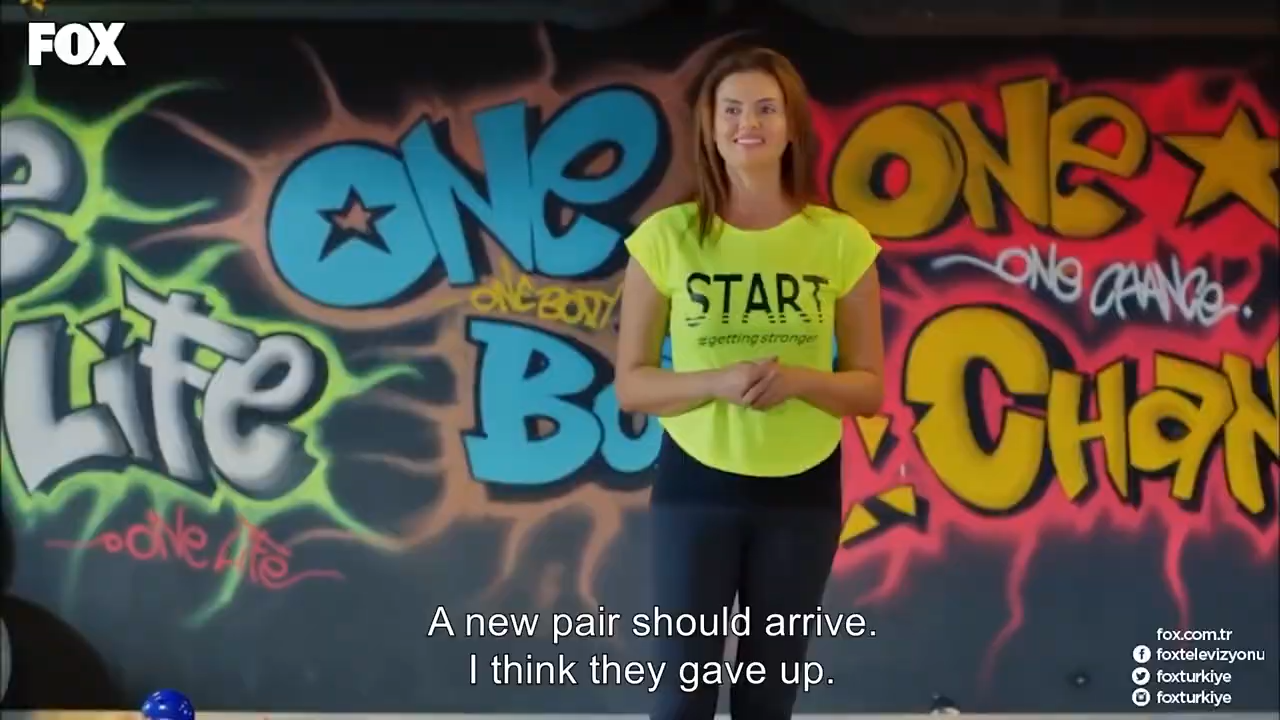 FOX
e
LiFe
one Life
ONe
ONE BODY
Bo
ONe
ONE CHANGE.
CHaN
START
#gettingstronger
A new pair should arrive.
I think they gave up.
fox.com.tr
foxtelevizyonu
foxturkiye
foxturkiye